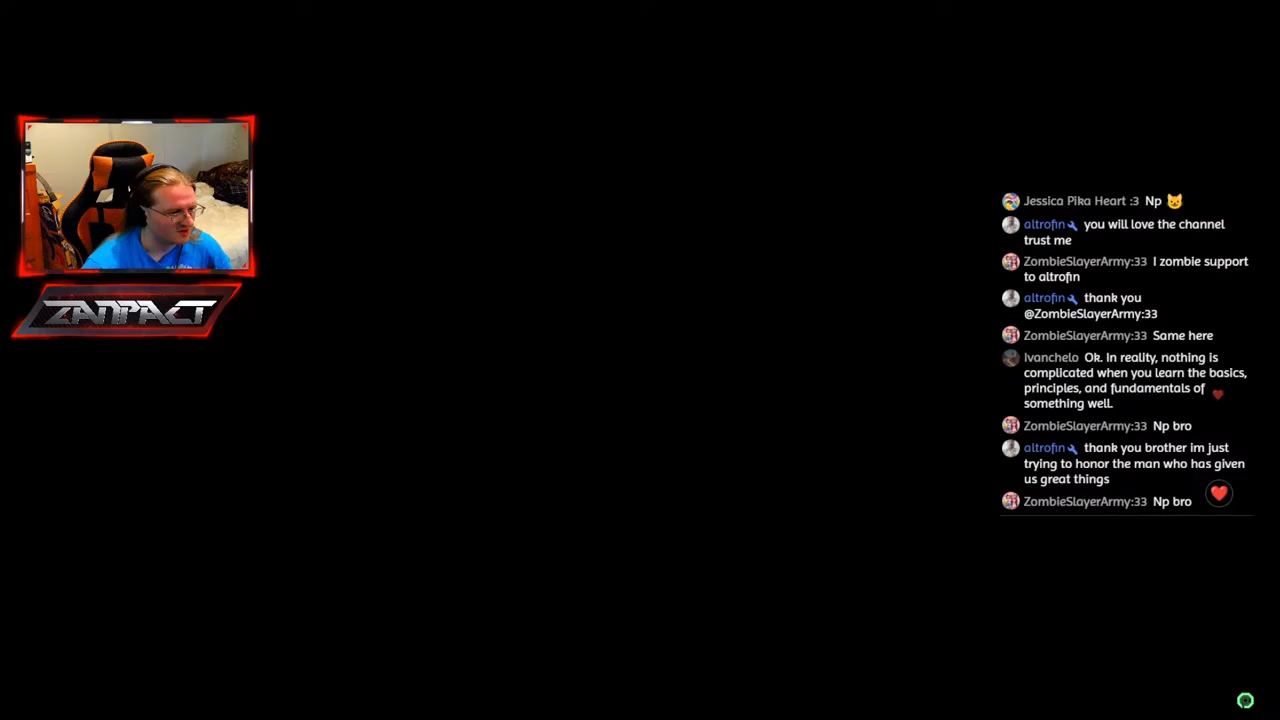 ZANPACT
Jessica Pika Heart :3 Np
altrofin you will love the channel
trust me
ZombieSlayerArmy:33 I zombie support
to altrofin
altrofin thank you
@ZombieSlayerArmy:33
ZombieSlayerArmy:33 Same here
Ivanchelo Ok. In reality, nothing is
complicated when you learn the basics,
principles, and fundamentals of
something well.
ZombieSlayerArmy:33 Np bro
altrofin thank you brother im just
trying to honor the man who has given
us great things
ZombieSlayerArmy:33 Np bro